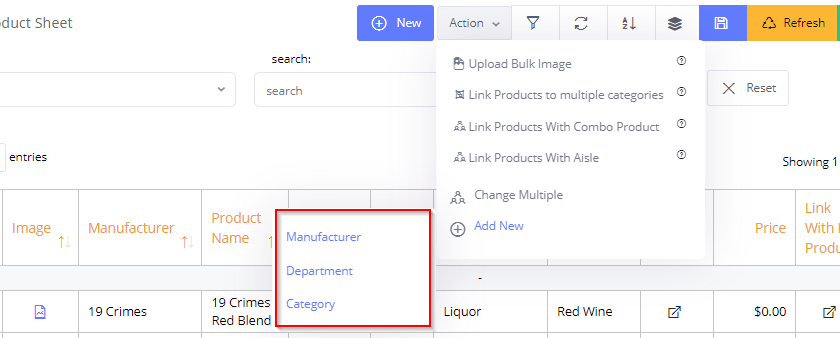 oduct Sheet
New
Action
Refresh
search:
search
Reset
Upload Bulk Image
Link Products to multiple categories
Link Products With Combo Product
Link Products With Aisle
Change Multiple
Add New
entries
Showing 1
Image
Manufacturer
Product
Name
Price
Link
With
Produ
Manufacturer
Department
Category
-
19 Crimes
19 Crimes
Red Blend
Liquor
Red Wine
$0.00